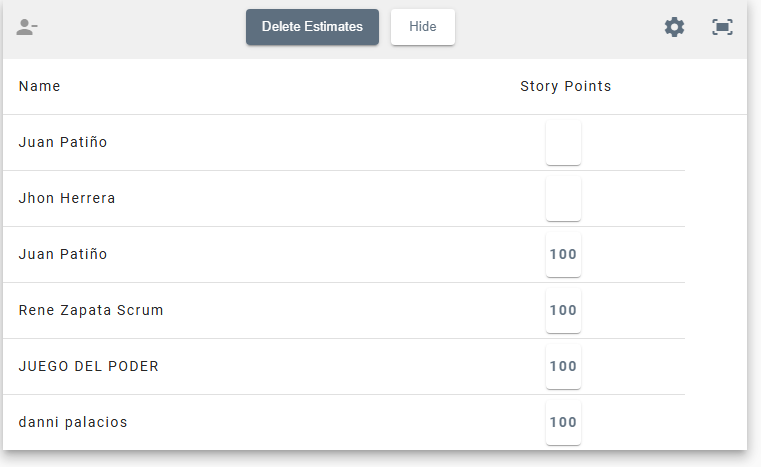 Delete Estimates Hide
Name Story Points
Juan Patiño
Jhon Herrera
Juan Patiño 100
Rene Zapata Scrum 100
JUEGO DEL PODER 100
danni palacios 100